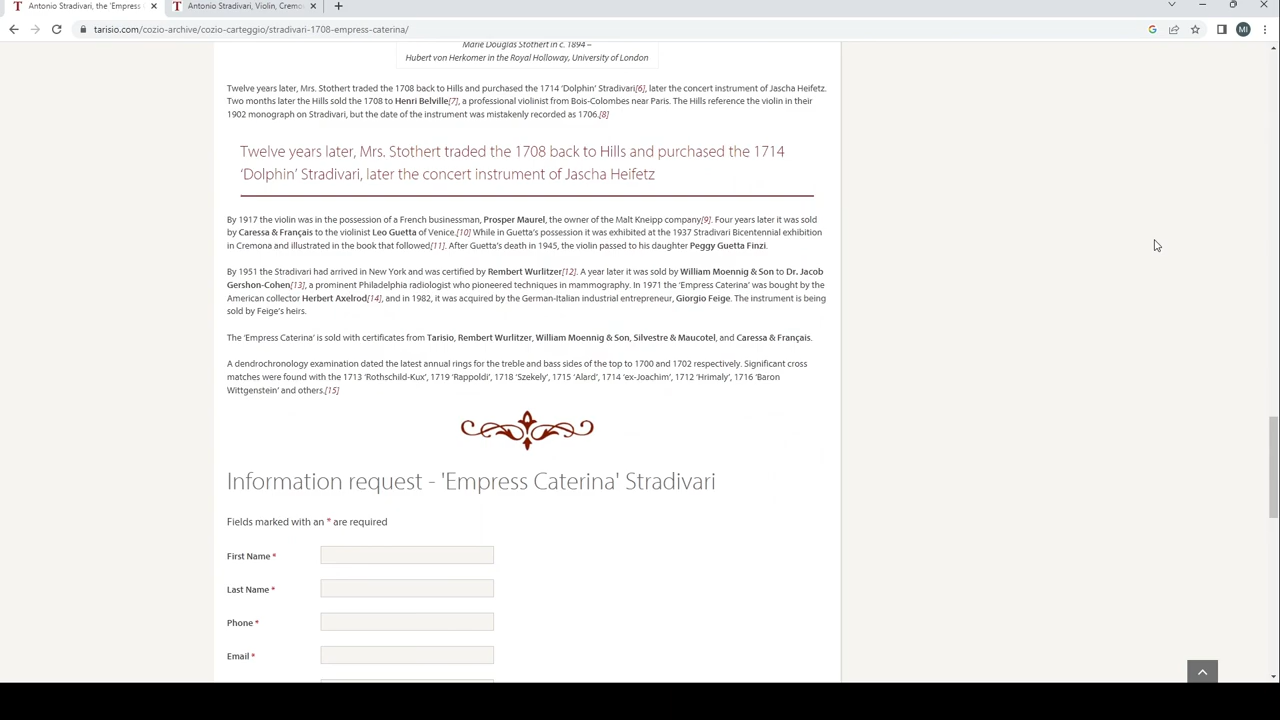 Antonio Stradivari, the 'Empress
Antonio Stradivari, Violin, Cremo
tarisio.com/cozio-archive/cozio-carteggio/stradivari-1708-empress-caterina/
MI
Marie Douglas Stothert in c. 1894 –
Hubert von Herkomer in the Royal Holloway, University of London
Twelve years later, Mrs. Stothert traded the 1708 back to Hills and purchased the 1714 ‘Dolphin’ Stradivari[6], later the concert instrument of Jascha Heifetz.
Two months later the Hills sold the 1708 to Henri Belville[7], a professional violinist from Bois-Colombes near Paris. The Hills reference the violin in their
1902 monograph on Stradivari, but the date of the instrument was mistakenly recorded as 1706.[8]
Twelve years later, Mrs. Stothert traded the 1708 back to Hills and purchased the 1714
‘Dolphin’ Stradivari, later the concert instrument of Jascha Heifetz
By 1917 the violin was in the possession of a French businessman, Prosper Maurel, the owner of the Malt Kneipp company[9]. Four years later it was sold
by Caressa & Français to the violinist Leo Guetta of Venice.[10] While in Guetta’s possession it was exhibited at the 1937 Stradivari Bicentennial exhibition
in Cremona and illustrated in the book that followed[11]. After Guetta’s death in 1945, the violin passed to his daughter Peggy Guetta Finzi.
By 1951 the Stradivari had arrived in New York and was certified by Rembert Wurlitzer[12]. A year later it was sold by William Moennig & Son to Dr. Jacob
Gershon-Cohen[13], a prominent Philadelphia radiologist who pioneered techniques in mammography. In 1971 the ‘Empress Caterina’ was bought by the
American collector Herbert Axelrod[14], and in 1982, it was acquired by the German-Italian industrial entrepreneur, Giorgio Feige. The instrument is being
sold by Feige’s heirs.
The ‘Empress Caterina’ is sold with certificates from Tarisio, Rembert Wurlitzer, William Moennig & Son, Silvestre & Maucotel, and Caressa & Français.
A dendrochronology examination dated the latest annual rings for the treble and bass sides of the top to 1700 and 1702 respectively. Significant cross
matches were found with the 1713 ‘Rothschild-Kux’, 1719 ‘Rappoldi’, 1718 ‘Szekely’, 1715 ‘Alard’, 1714 ‘ex-Joachim’, 1712 ‘Hrimaly’, 1716 ‘Baron
Wittgenstein’ and others.[15]
Information request - 'Empress Caterina' Stradivari
Fields marked with an * are required
First Name *
Last Name *
Phone *
Email *